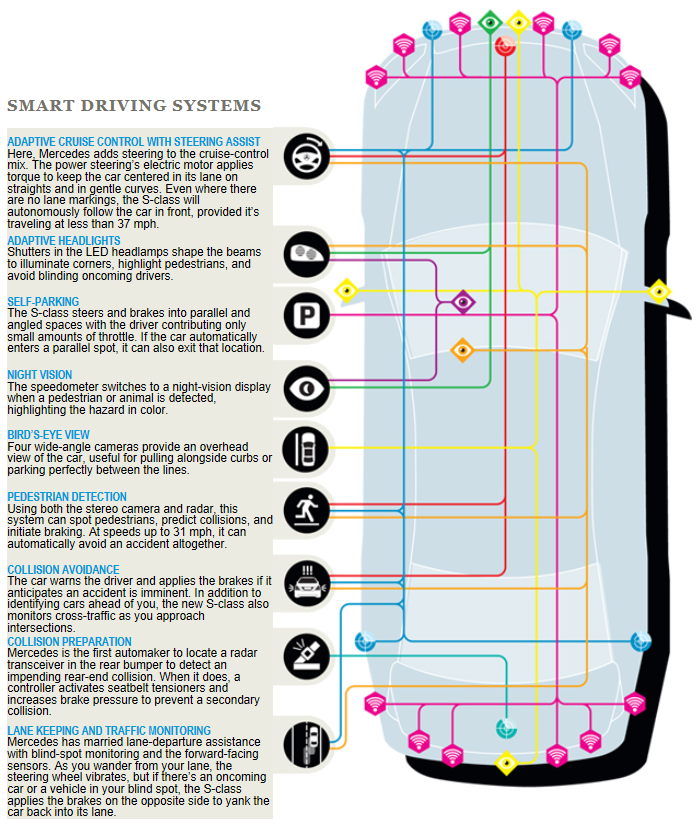 SMART DRIVING SYSTEMS
ADAPTIVE CRUISE CONTROL WITH STEERING ASSIST
Here, Mercedes adds steering to the cruise-control
mix. The power steering's electric motor applies
torque to keep the car centered in its lane on
straights and in gentle curves. Even where there
are no lane markings, the S-class will
autonomously follow the car in front, provided it's
traveling at less than 37 mph.
ADAPTIVE HEADLIGHTS
Shutters in the LED headlamps shape the beams
to illuminate corners, highlight pedestrians, and
avoid blinding oncoming drivers.
SELF-PARKING
The S-class steers and brakes into parallel and
angled spaces with the driver contributing only
small amounts of throttle. If the car automatically
enters a parallel spot, it can also exit that location.
P
NIGHT VISION
The speedometer switches to a night-vision display
when a pedestrian or animal is detected,
highlighting the hazard in color.
BIRD'S-EYE VIEW
Four wide-angle cameras provide an overhead
view of the car, useful for pulling alongside curbs or
parking perfectly between the lines.
PEDESTRIAN DETECTION
Using both the stereo camera and radar, this
system can spot pedestrians, predict collisions, and
initiate braking. At speeds up to 31 mph, it can
automatically avoid an accident altogether.
COLLISION AVOIDANCE
The car warns the driver and applies the brakes if it
anticipates an accident is imminent. In addition to
identifying cars ahead of you, the new S-class also
monitors cross-traffic as you approach
intersections.
!!!
COLLISION PREPARATION
Mercedes is the first automaker to locate a radar
transceiver in the rear bumper to detect an
impending rear-end collision. When it does, a
controller activates seatbelt tensioners and
increases brake pressure to prevent a secondary
collision.
LANE KEEPING AND TRAFFIC MONITORING
Mercedes has married lane-departure assistance
with blind-spot monitoring and the forward-facing
sensors. As you wander from your lane, the
steering wheel vibrates, but if there's an oncoming
car or a vehicle in your blind spot, the S-class
applies the brakes on the opposite side to yank the
car back into its lane.